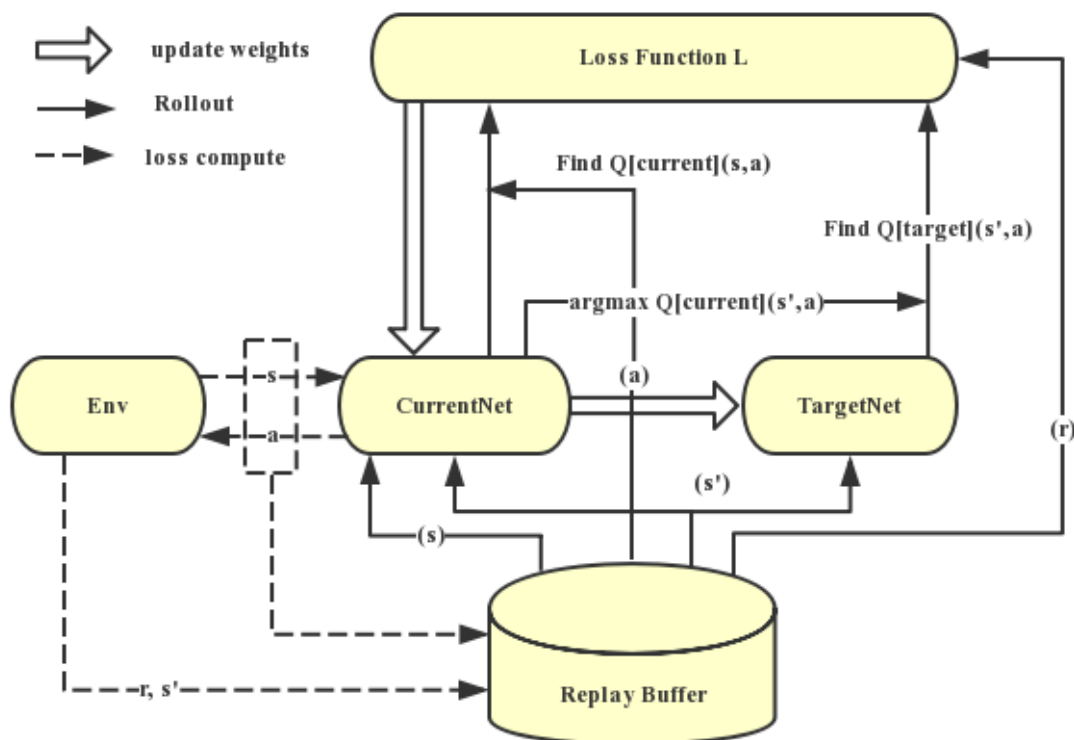 update weights
Loss Function L
Rollout
loss compute
Find Q[current](s,a)
Find Q[target](s',a)
argmax Q[current](s',a)
s
(a)
Env
CurrentNet
TargetNet
a
(r)
(s')
(s)
r, s'
Replay Buffer